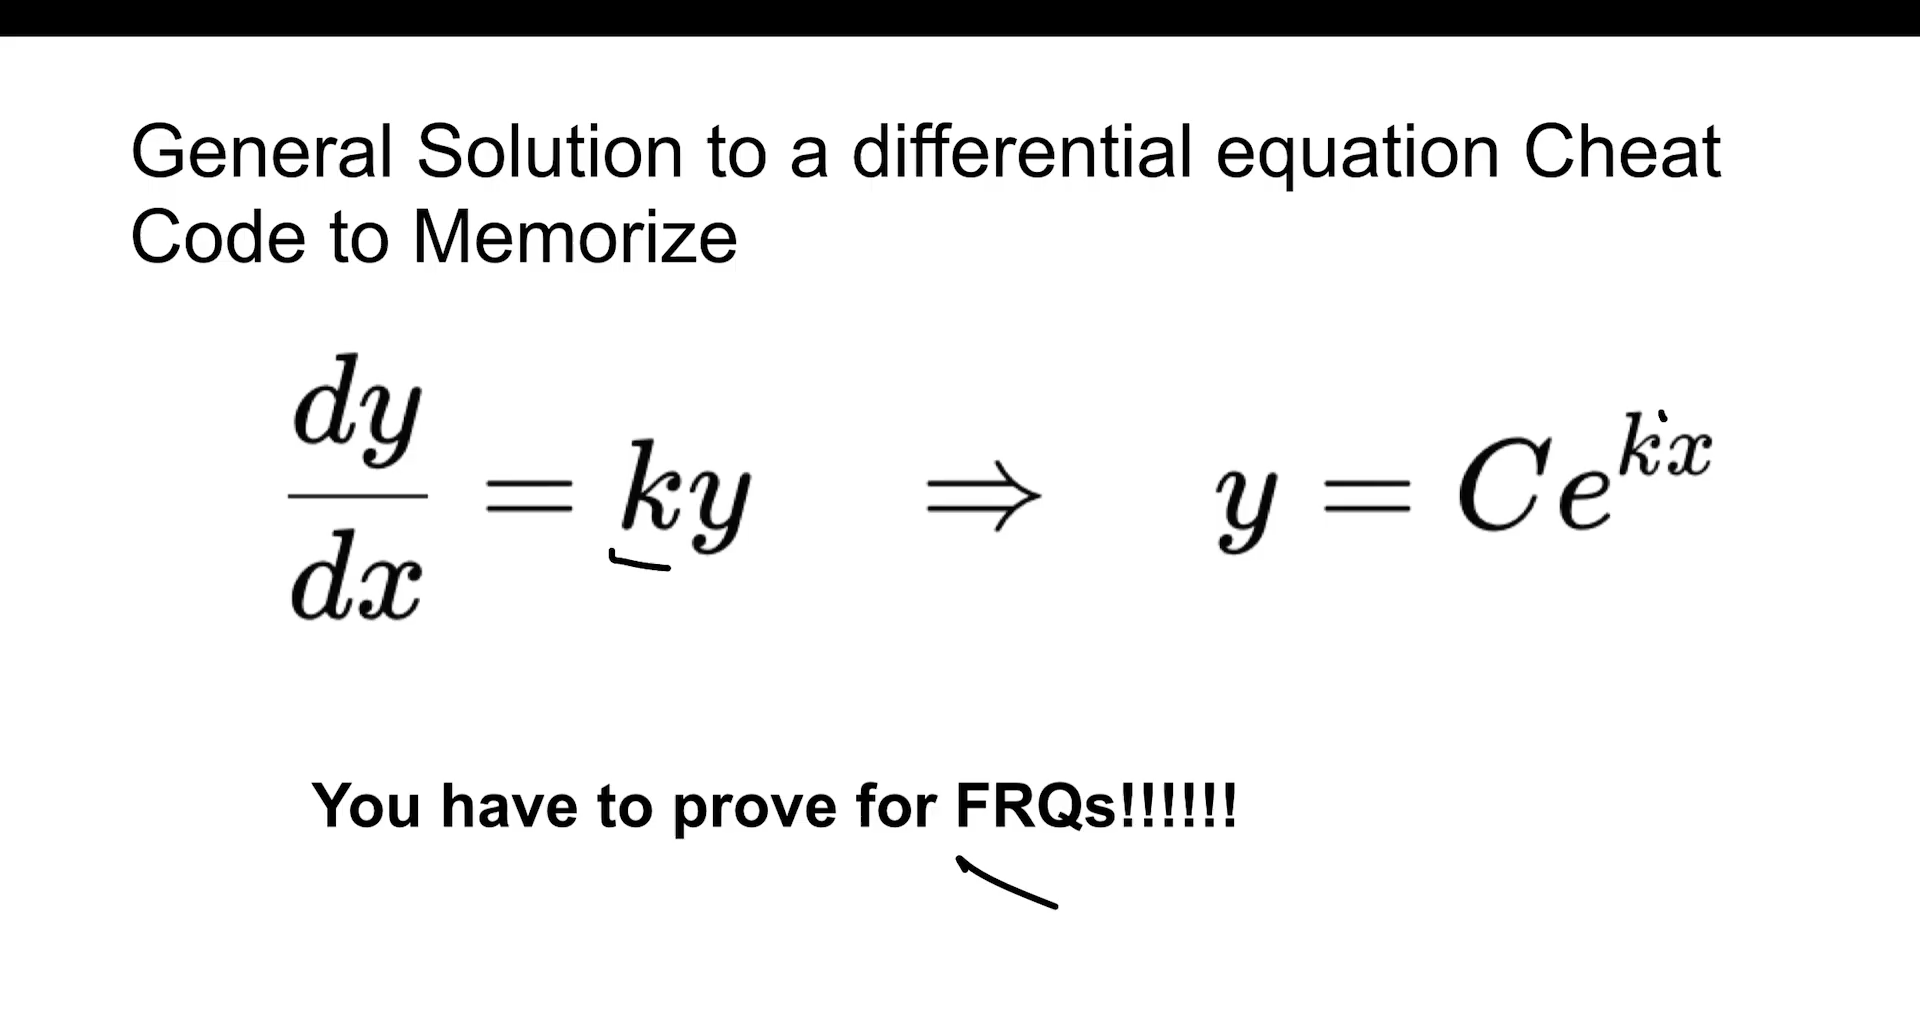 General Solution to a differential equation Cheat
Code to Memorize
dy/dx = ky ⇒ y = Ce^{kx}
You have to prove for FRQs!!!!!!